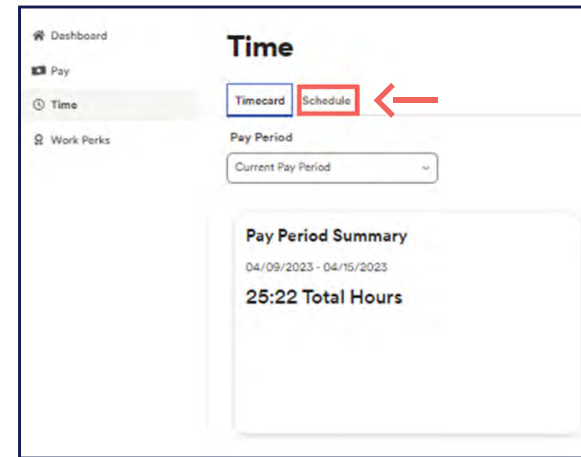 Dashboard
Pay
Time
Work Perks
Time
Timecard Schedule
Pay Period
Current Pay Period
Pay Period Summary
04/09/2023 - 04/15/2023
25:22 Total Hours